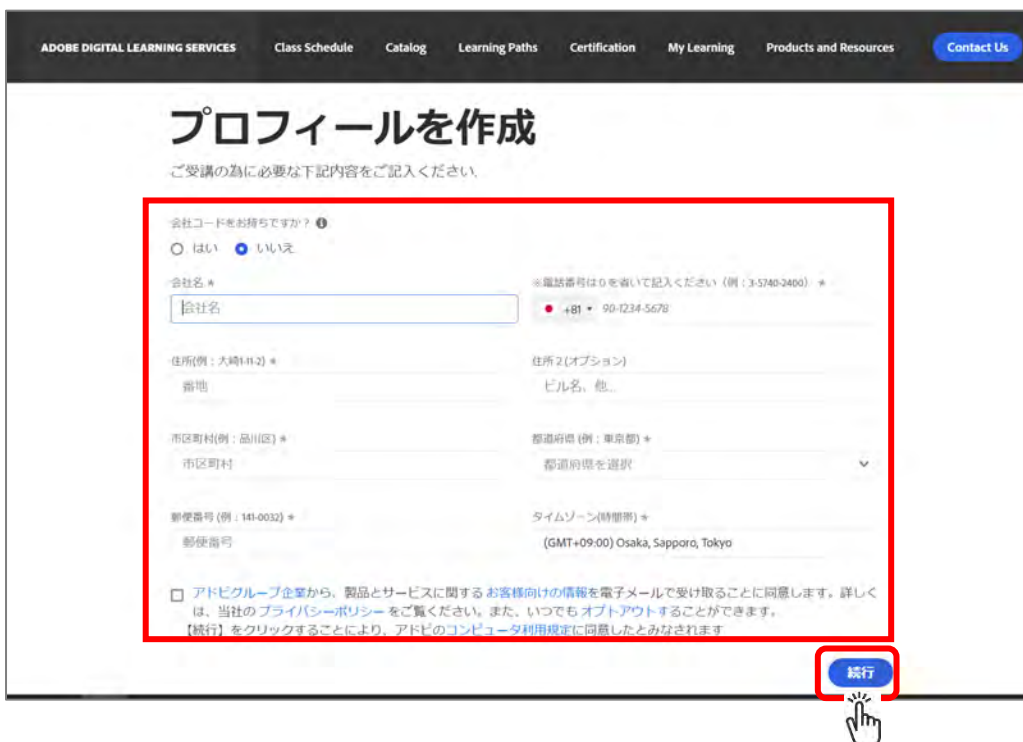 ADOBE DIGITAL LEARNING SERVICES Class Schedule Catalog Learning Paths Certification My Learning Products and Resources Contact Us
プロフィールを作成
ご受講の為に必要な下記内容をご記入ください.
会社コードをお持ちですか？
はい いいえ
会社名 * ※電話番号は0を省いて記入ください（例：3-5740-2400） *
会社名 +81 90-1234-5678
住所(例：大崎1-11-2) * 住所２(オプション)
番地 ビル名、他...
市区町村(例：品川区) * 都道府県 (例：東京都) *
市区町村 都道府県を選択
郵便番号 (例：141-0032) * タイムゾーン(時間帯) *
郵便番号 (GMT+09:00) Osaka, Sapporo, Tokyo
アドビグループ企業から、製品とサービスに関する お客様向けの情報を電子メールで受け取ることに同意します。詳しく
は、当社の プライバシーポリシー をご覧ください。また、いつでも オプトアウトすることができます。
【続行】をクリックすることにより、アドビのコンピュータ利用規定に同意したとみなされます
続行